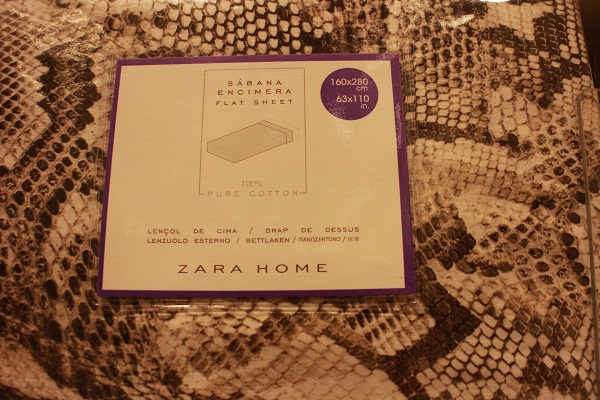 SÁBANA
ENCIMERA
FLAT SHEET
160x280
cm
63x110
in.
100%
PURE COTTON
LENÇOL DE CIMA / DRAP DE DESSUS
LENZUOLO ESTERNO / BETTLAKEN / ΠΑΝΩΣΕΝΤΟΝΟ /
ZARA HOME